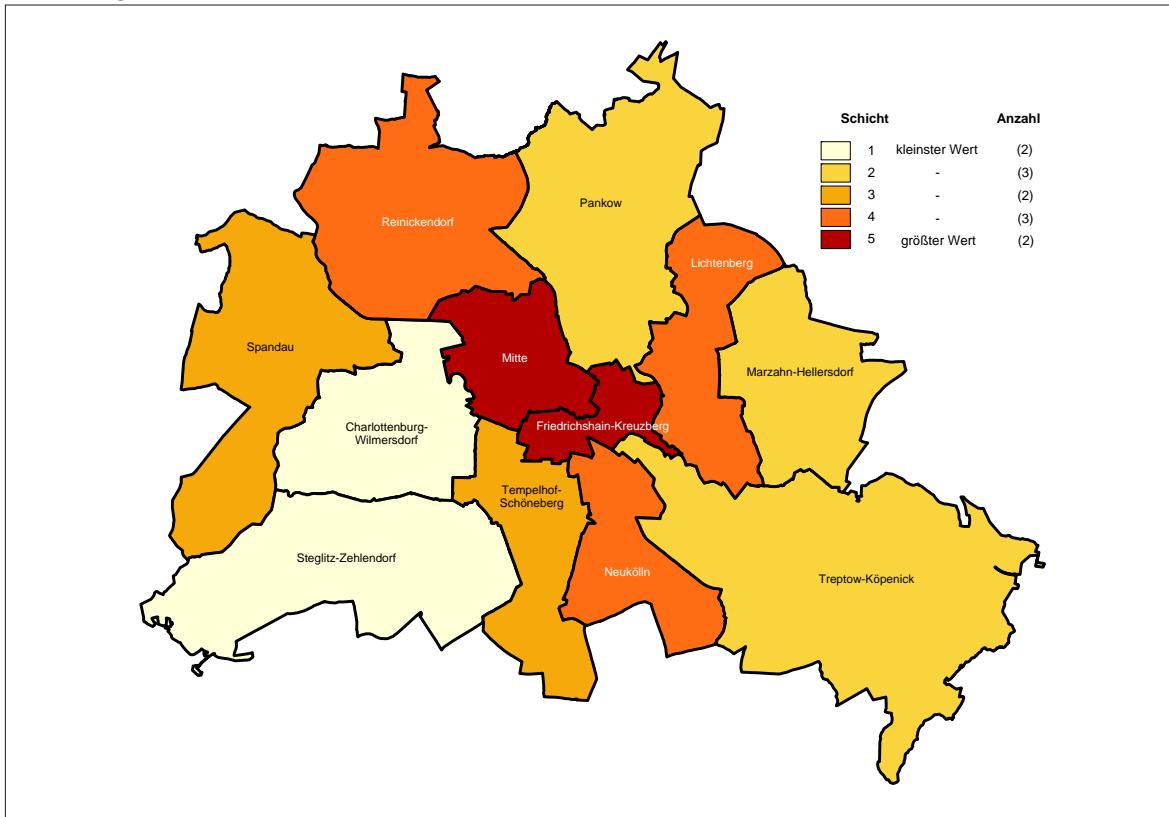 Schicht Anzahl
1 kleinster Wert (2)
2 - (3)
3 - (2)
4 - (3)
5 größter Wert (2)
Pankow
Reinickendorf
Lichtenberg
Spandau
Mitte
Marzahn-Hellersdorf
Charlottenburg-
Wilmersdorf
Friedrichshain-Kreuzberg
Tempelhof-
Schöneberg
Steglitz-Zehlendorf
Neukölln
Treptow-Köpenick